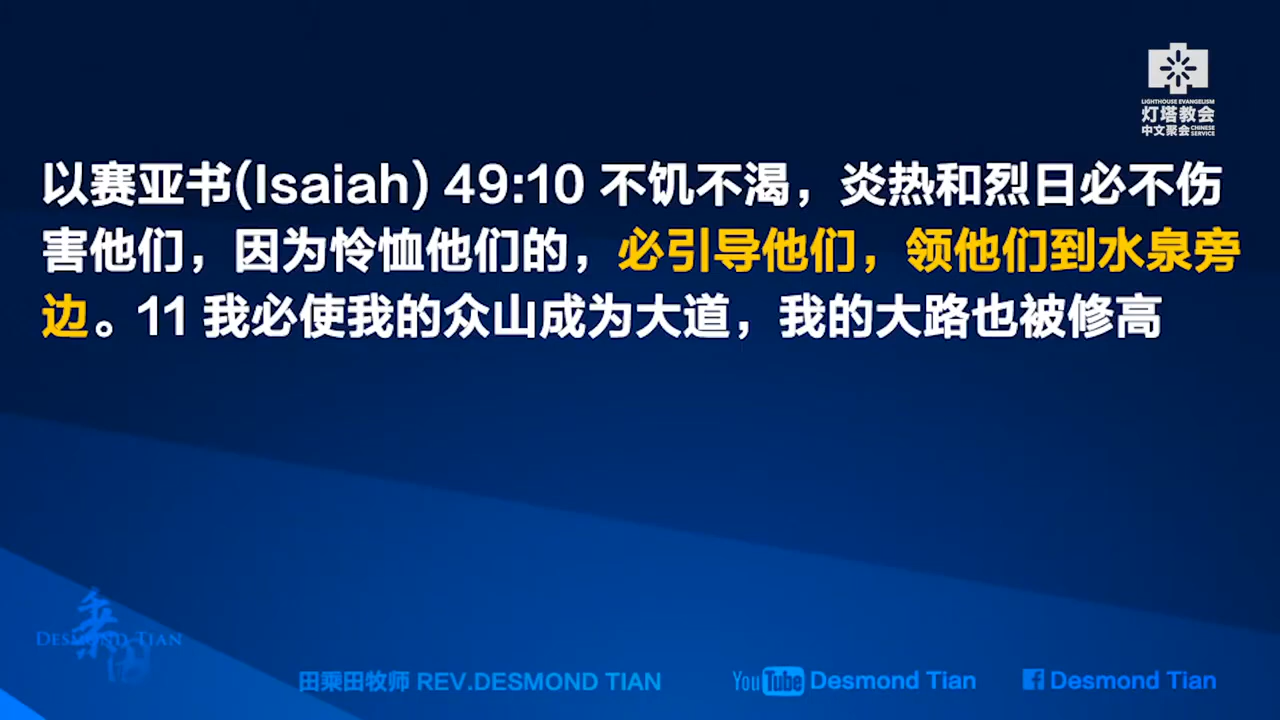 LIGHTHOUSE EVANGELISM
灯塔教会
中文聚会 CHINESE SERVICE
以赛亚书(Isaiah) 49:10 不饥不渴，炎热和烈日必不伤
害他们，因为怜恤他们的，必引导他们，领他们到水泉旁
边。11 我必使我的众山成为大道，我的大路也被修高
乘田
DESMOND TIAN
田乘田牧师 REV.DESMOND TIAN
YouTube Desmond Tian
f Desmond Tian